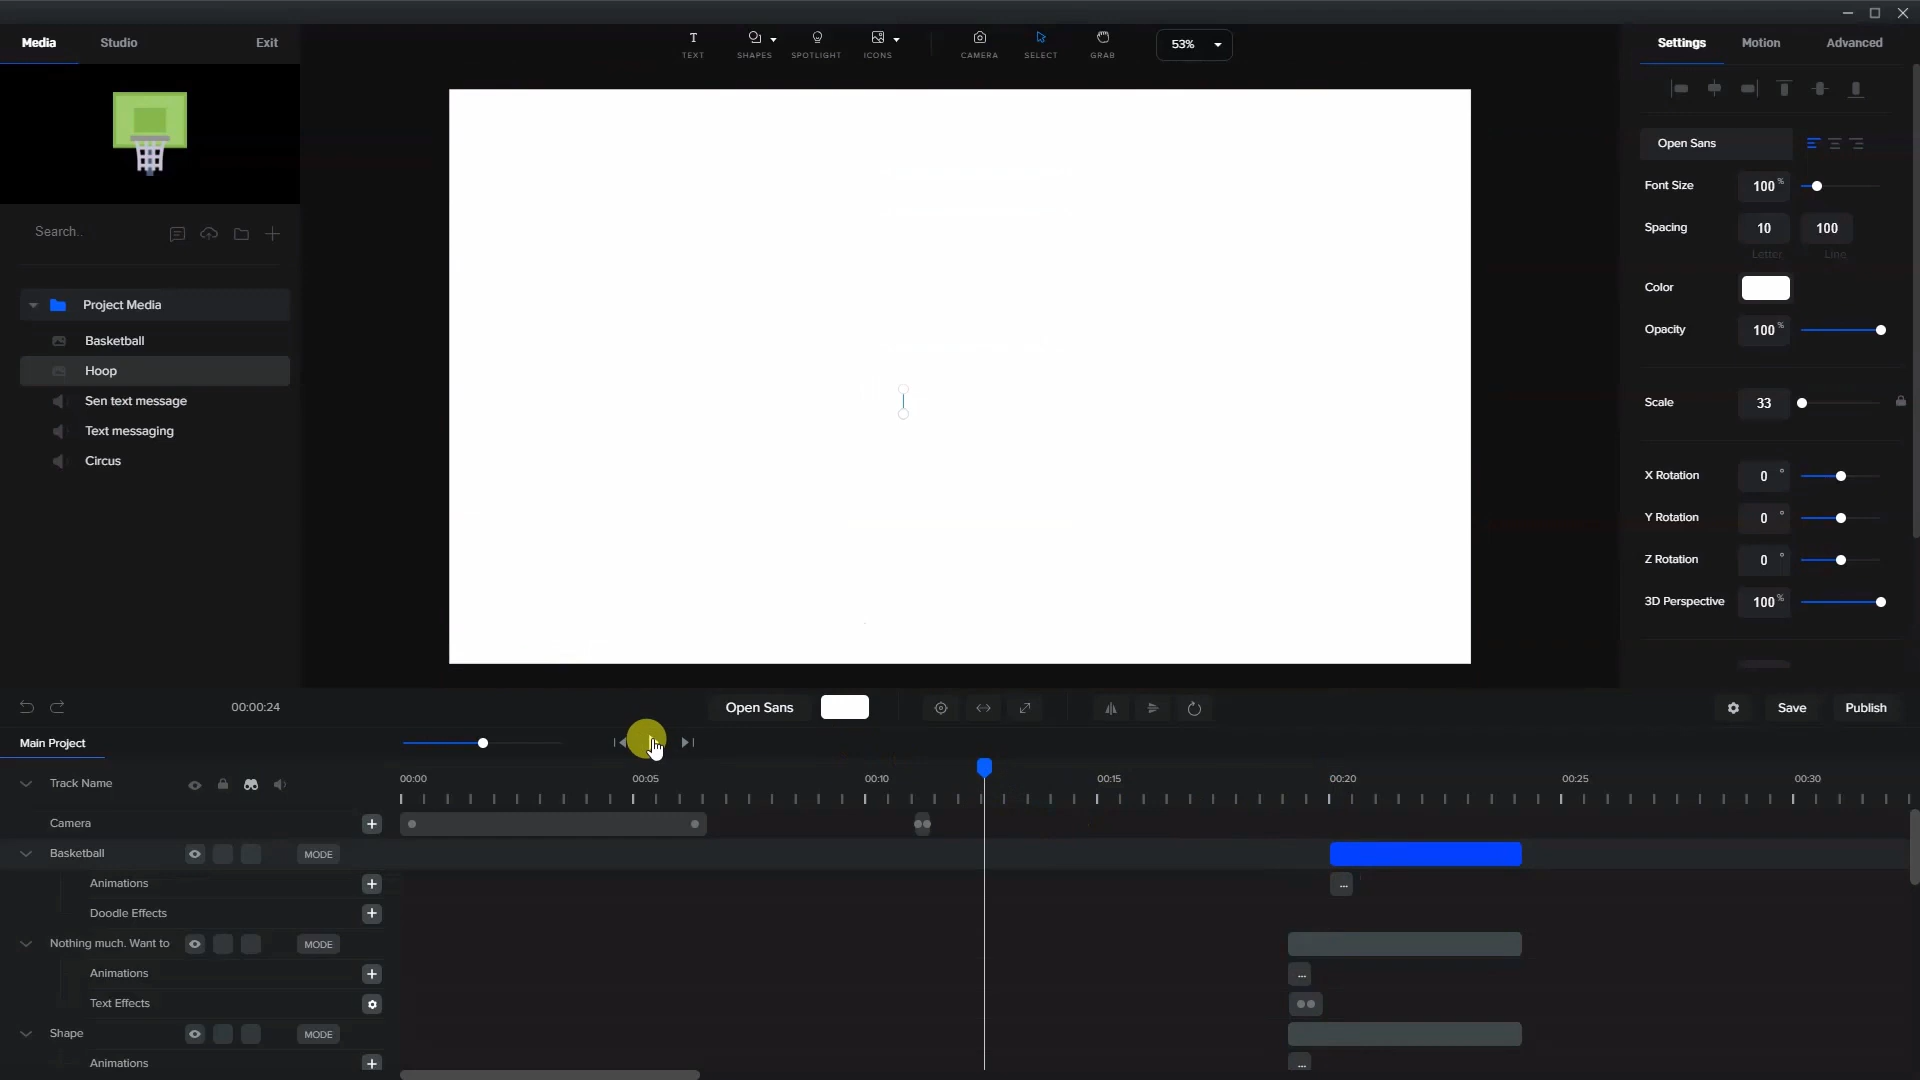 Media
Studio
Exit
TEXT
SHAPES
SPOTLIGHT
ICONS
CAMERA
SELECT
GRAB
53%
Settings
Motion
Advanced
Open Sans
Font Size
100 %
Spacing
10
100
Letter
Line
Color
Opacity
100 %
Scale
33
X Rotation
0 °
Y Rotation
0 °
Z Rotation
0 °
3D Perspective
100 %
Search..
Project Media
Basketball
Hoop
Sen text message
Text messaging
Circus
00:00:24
Open Sans
Save
Publish
Main Project
Track Name
00:00
00:05
00:10
00:15
00:20
00:25
00:30
Camera
Basketball
MODE
Animations
...
Doodle Effects
Nothing much. Want to
MODE
Animations
...
Text Effects
Shape
MODE
Animations
...